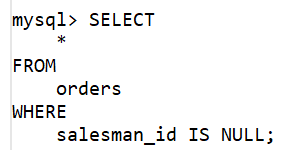 mysql> SELECT
    *
FROM
    orders
WHERE
    salesman_id IS NULL;